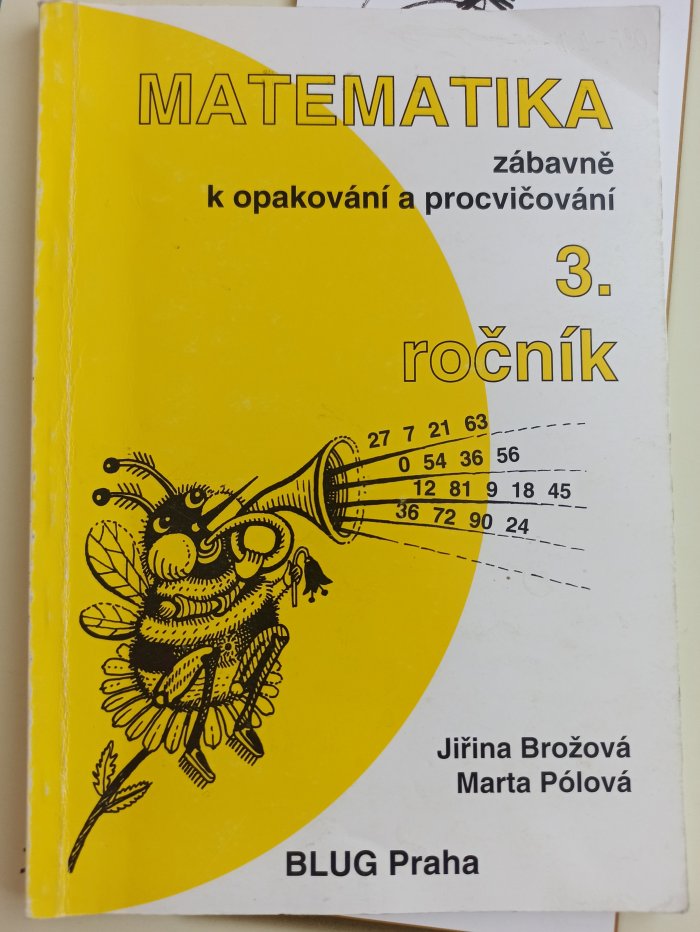 MATEMATIKA
zábavně
k opakování a procvičování
3.
ročník
27 7 21 63
0 54 36 56
12 81 9 18 45
36 72 90 24
Jiřina Brožová
Marta Pólová
BLUG Praha